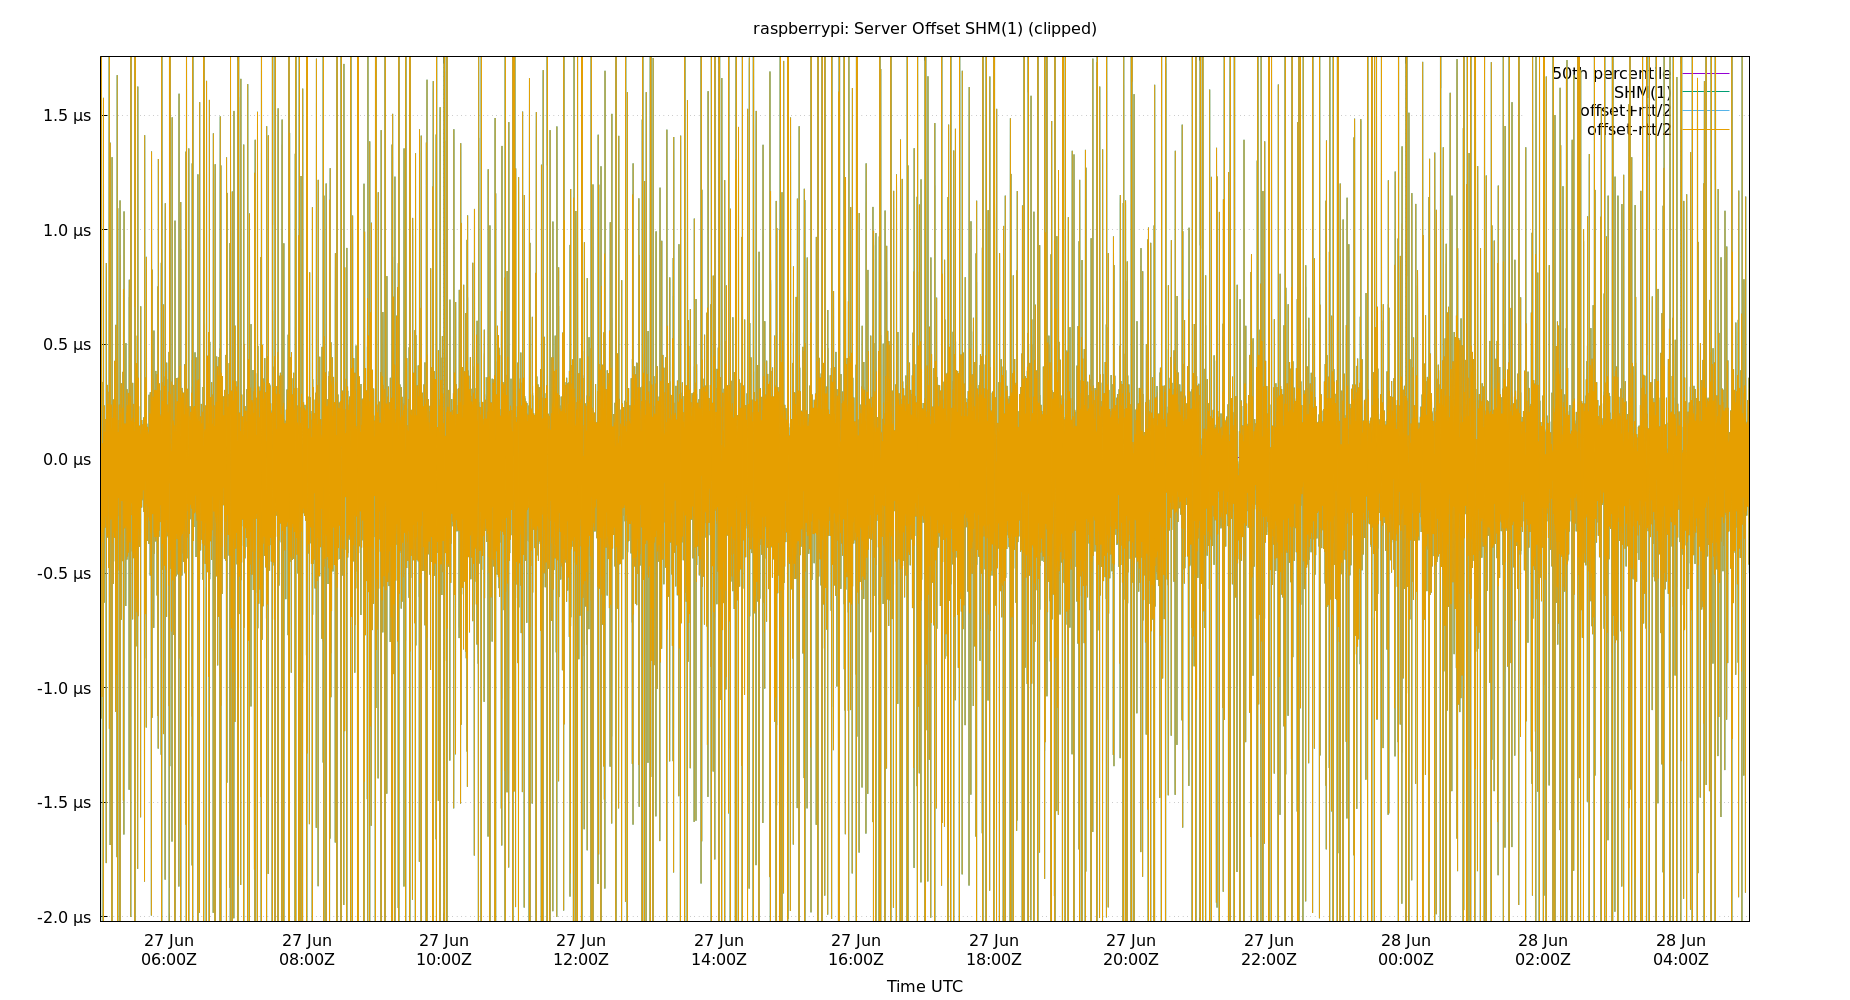 raspberrypi: Server Offset SHM(1) (clipped)
50th percentile
SHM(1)
offset+rtt/2
offset-rtt/2
1.5 µs
1.0 µs
0.5 µs
0.0 µs
-0.5 µs
-1.0 µs
-1.5 µs
-2.0 µs
27 Jun 27 Jun 27 Jun 27 Jun 27 Jun 27 Jun 27 Jun 27 Jun 27 Jun 28 Jun 28 Jun 28 Jun
06:00Z 08:00Z 10:00Z 12:00Z 14:00Z 16:00Z 18:00Z 20:00Z 22:00Z 00:00Z 02:00Z 04:00Z
Time UTC